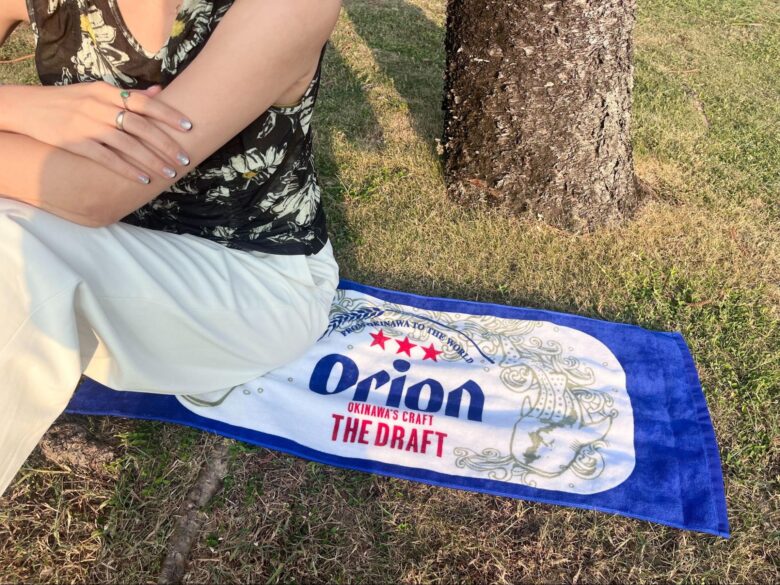 FROM OKINAWA TO THE WORLD
Orion
OKINAWA'S CRAFT
THE DRAFT